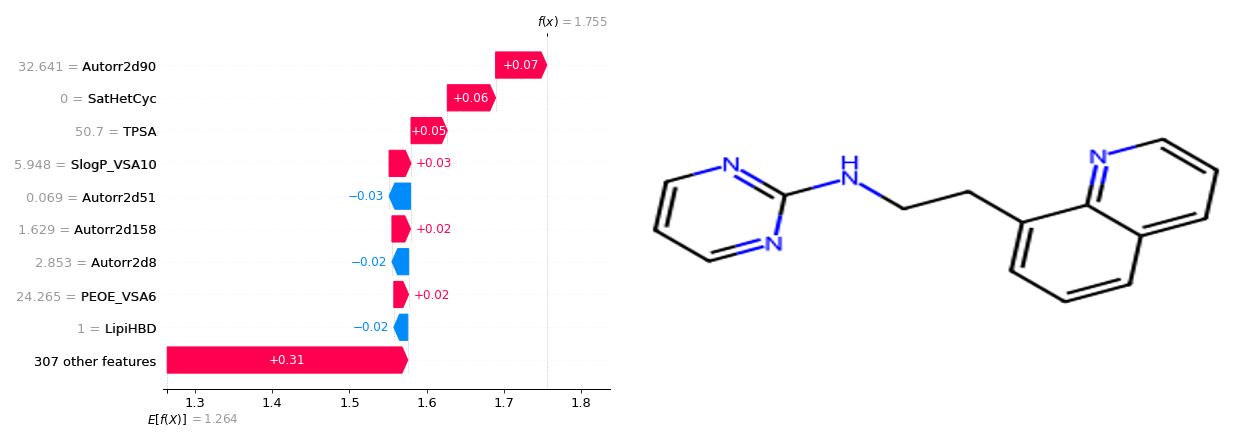 f(x) = 1.755
32.641 = Autorr2d90 +0.07
0 = SatHetCyc +0.06
50.7 = TPSA +0.05
5.948 = SlogP_VSA10 +0.03
0.069 = Autorr2d51 −0.03
1.629 = Autorr2d158 +0.02
2.853 = Autorr2d8 −0.02
24.265 = PEOE_VSA6 +0.02
1 = LipiHBD −0.02
307 other features +0.31
1.3 1.4 1.5 1.6 1.7 1.8
E[f(X)] = 1.264
N
H
N
N
N